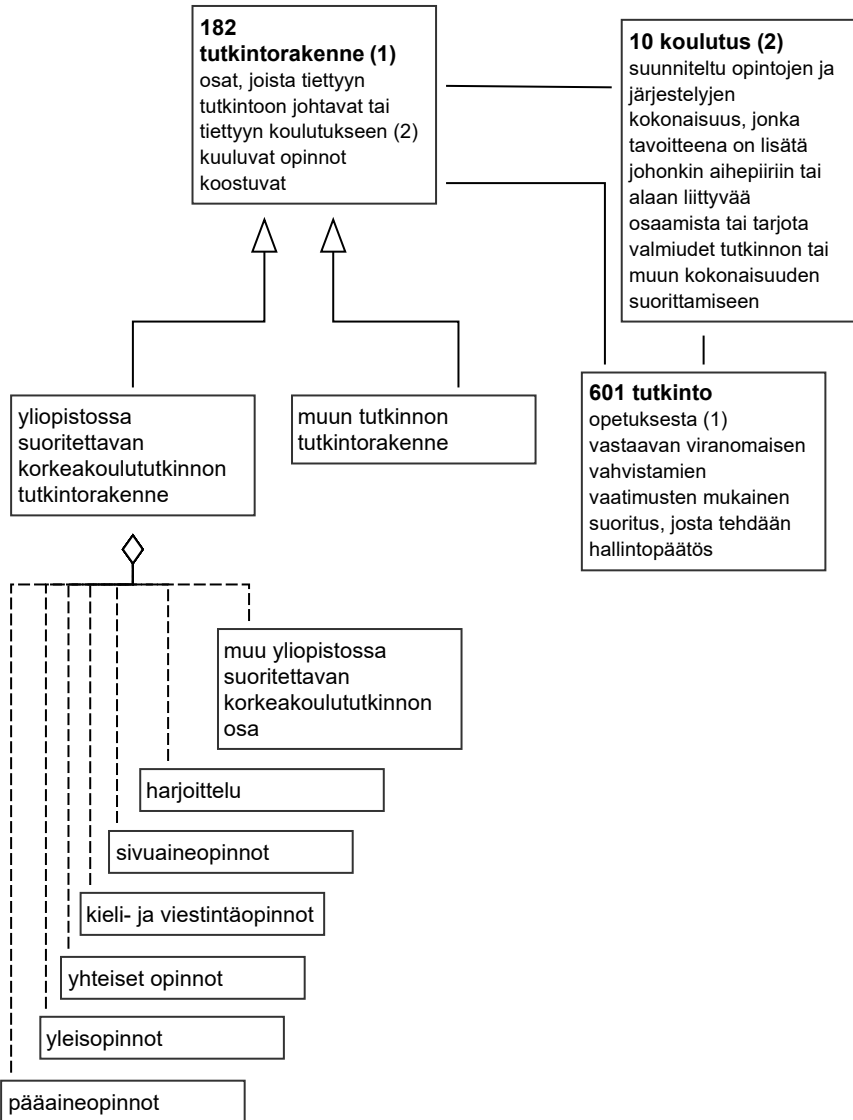 182
tutkintorakenne (1)
osat, joista tiettyyn
tutkintoon johtavat tai
tiettyyn koulutukseen (2)
kuuluvat opinnot
koostuvat
10 koulutus (2)
suunniteltu opintojen ja
järjestelyjen
kokonaisuus, jonka
tavoitteena on lisätä
johonkin aihepiiriin tai
alaan liittyvää
osaamista tai tarjota
valmiudet tutkinnon tai
muun kokonaisuuden
suorittamiseen
yliopistossa
suoritettavan
korkeakoulututkinnon
tutkintorakenne
muun tutkinnon
tutkintorakenne
601 tutkinto
opetuksesta (1)
vastaavan viranomaisen
vahvistamien
vaatimusten mukainen
suoritus, josta tehdään
hallintopäätös
muu yliopistossa
suoritettavan
korkeakoulututkinnon
osa
harjoittelu
sivuaineopinnot
kieli- ja viestintäopinnot
yhteiset opinnot
yleisopinnot
pääaineopinnot